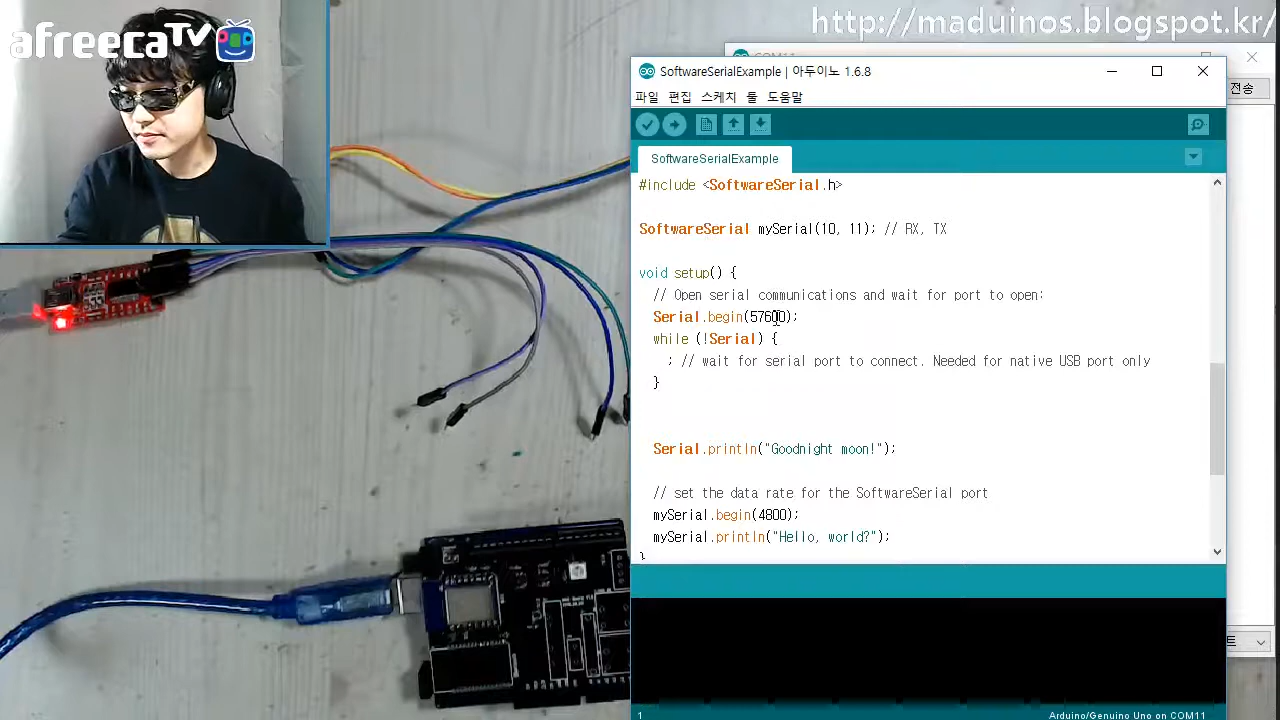 afreecaTV
http://maduinos.blogspot.kr/
COM11
SoftwareSerialExample | 아두이노 1.6.8
전송
파일 편집 스케치 툴 도움말
SoftwareSerialExample
#include <SoftwareSerial.h>
SoftwareSerial mySerial(10, 11); // RX, TX
void setup() {
// Open serial communications and wait for port to open:
Serial.begin(57600);
while (!Serial) {
; // wait for serial port to connect. Needed for native USB port only
}
Serial.println("Goodnight moon!");
// set the data rate for the SoftwareSerial port
mySerial.begin(4800);
mySerial.println("Hello, world?");
}
트
1
Arduino/Genuino Uno on COM11